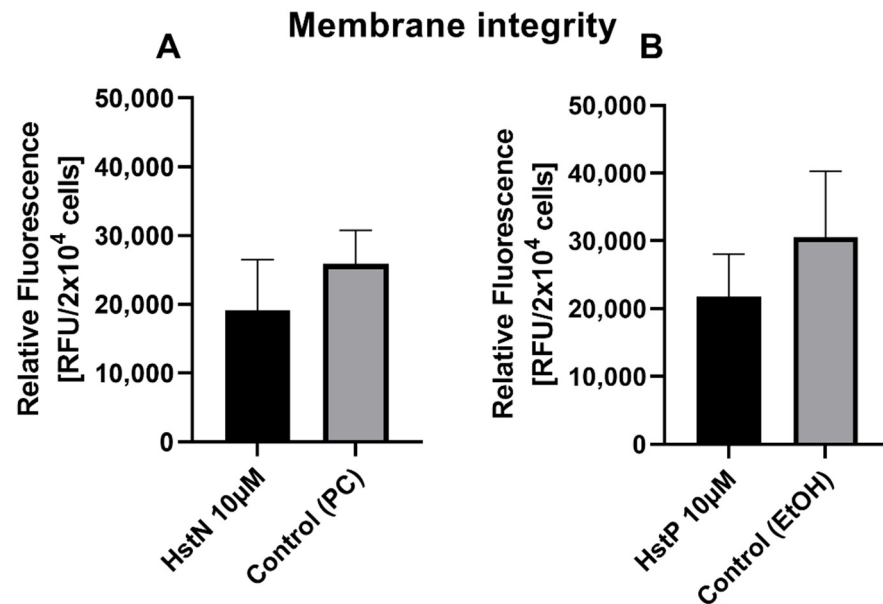 Membrane integrity
A
Relative Fluorescence
[RFU/2x10⁴ cells]
50,000
40,000
30,000
20,000
10,000
0
HstN 10µM
Control (PC)
B
Relative Fluorescence
[RFU/2x10⁴ cells]
50,000
40,000
30,000
20,000
10,000
0
HstP 10µM
Control (EtOH)